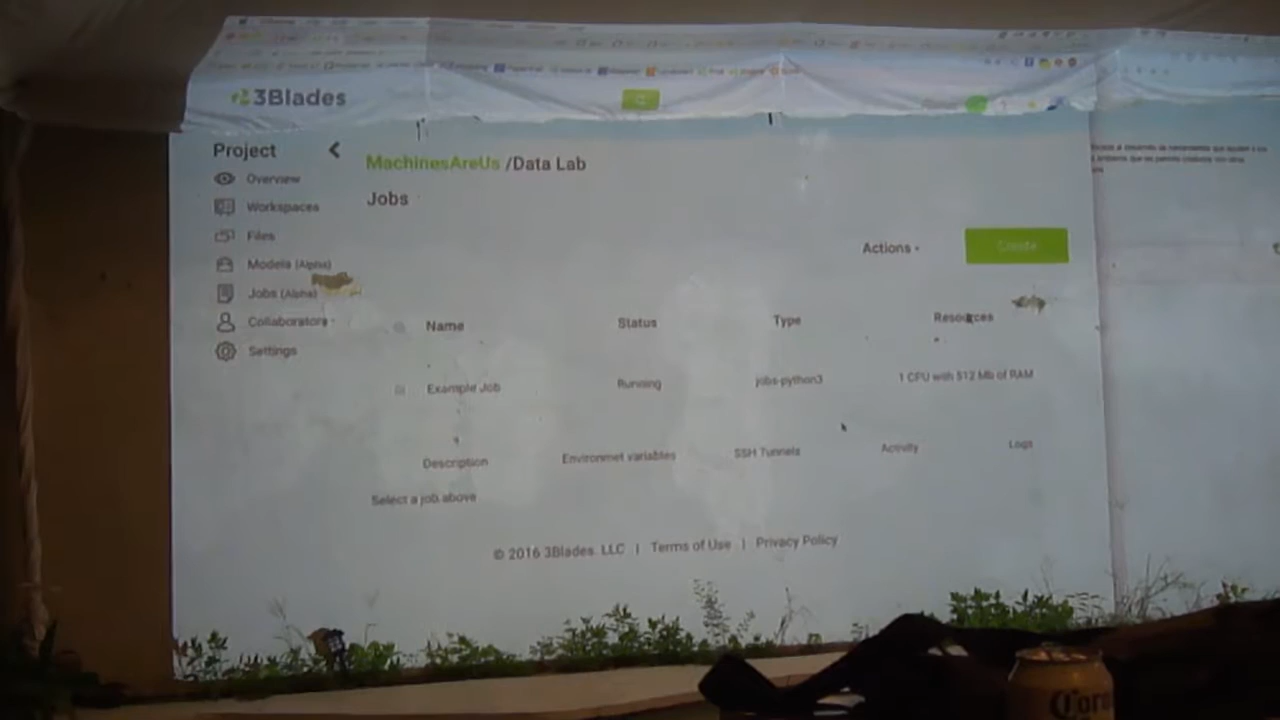 3Blades
Project
MachinesAreUs /Data Lab
Overview
Jobs
Workspaces
Files
Actions
Create
Models (Alpha)
Jobs (Alpha)
Collaborators
Name Status Type Resources
Settings
Example Job Running jobs-python3 1 CPU with 512 Mb of RAM
Description Environmet variables SSH Tunnels Activity Logs
Select a job above
© 2016 3Blades. LLC | Terms of Use | Privacy Policy
Coro